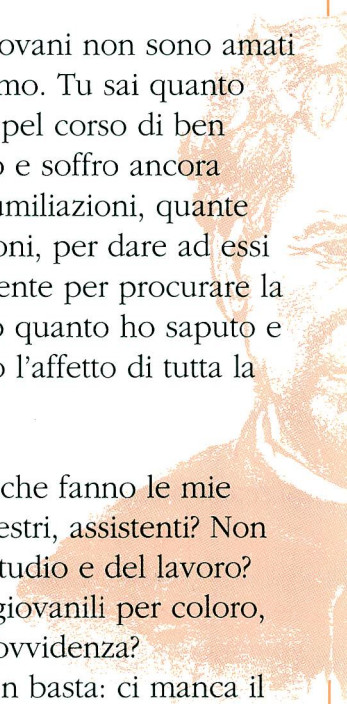 ovani non sono amati
mo. Tu sai quanto
pel corso di ben
o e soffro ancora
umiliazioni, quante
oni, per dare ad essi
ente per procurare la
o quanto ho saputo e
o l'affetto di tutta la
che fanno le mie
estri, assistenti? Non
tudio e del lavoro?
giovanili per coloro,
ovvidenza?
n basta: ci manca il